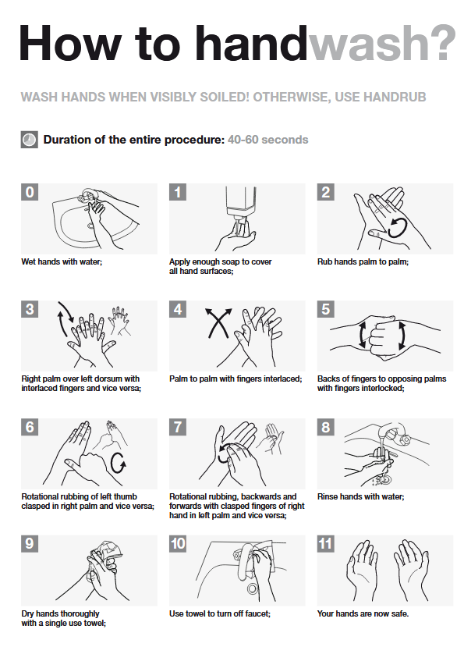 How to handwash?
WASH HANDS WHEN VISIBLY SOILED! OTHERWISE, USE HANDRUB
Duration of the entire procedure: 40-60 seconds
0
Wet hands with water;
1
Apply enough soap to cover
all hand surfaces;
2
Rub hands palm to palm;
3
Right palm over left dorsum with
interlaced fingers and vice versa;
4
Palm to palm with fingers interlaced;
5
Backs of fingers to opposing palms
with fingers interlocked;
6
Rotational rubbing of left thumb
clasped in right palm and vice versa;
7
Rotational rubbing, backwards and
forwards with clasped fingers of right
hand in left palm and vice versa;
8
Rinse hands with water;
9
Dry hands thoroughly
with a single use towel;
10
Use towel to turn off faucet;
11
Your hands are now safe.